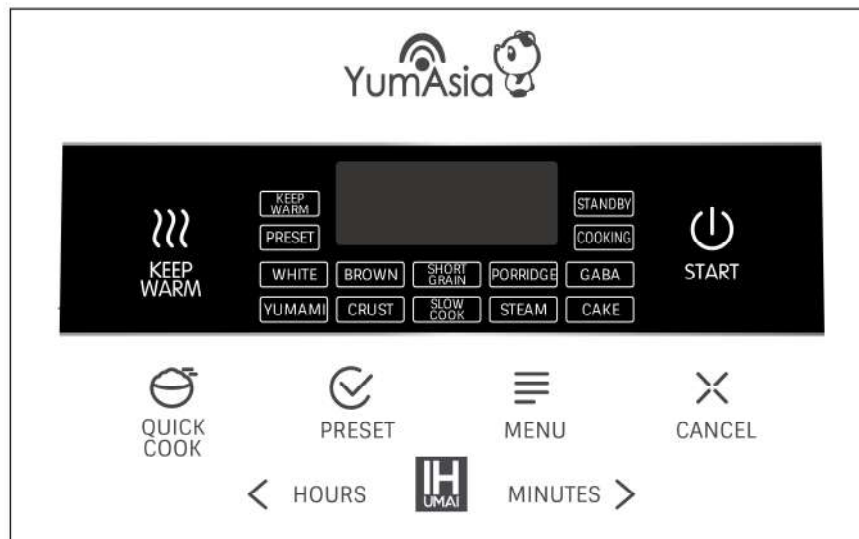 YumAsia
KEEP
WARM
STANDBY
PRESET
COOKING
KEEP
WARM
START
WHITE
BROWN
SHORT
GRAIN
PORRIDGE
GABA
YUMAMI
CRUST
SLOW
COOK
STEAM
CAKE
QUICK
COOK
PRESET
MENU
CANCEL
HOURS
IH
UMAI
MINUTES